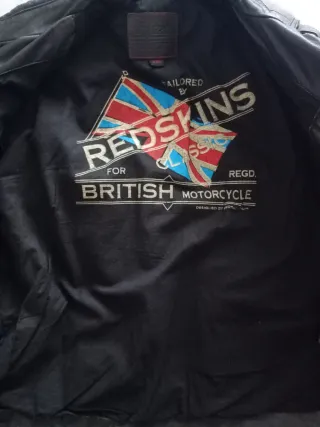 TAILORED
BY
REDSKINS
CLASSIC
FOR
REGD.
BRITISH MOTORCYCLE